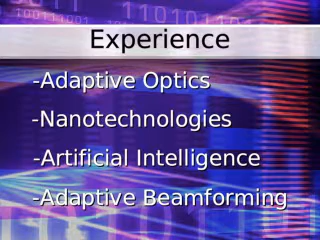 Experience
-Adaptive Optics
-Nanotechnologies
-Artificial Intelligence
-Adaptive Beamforming